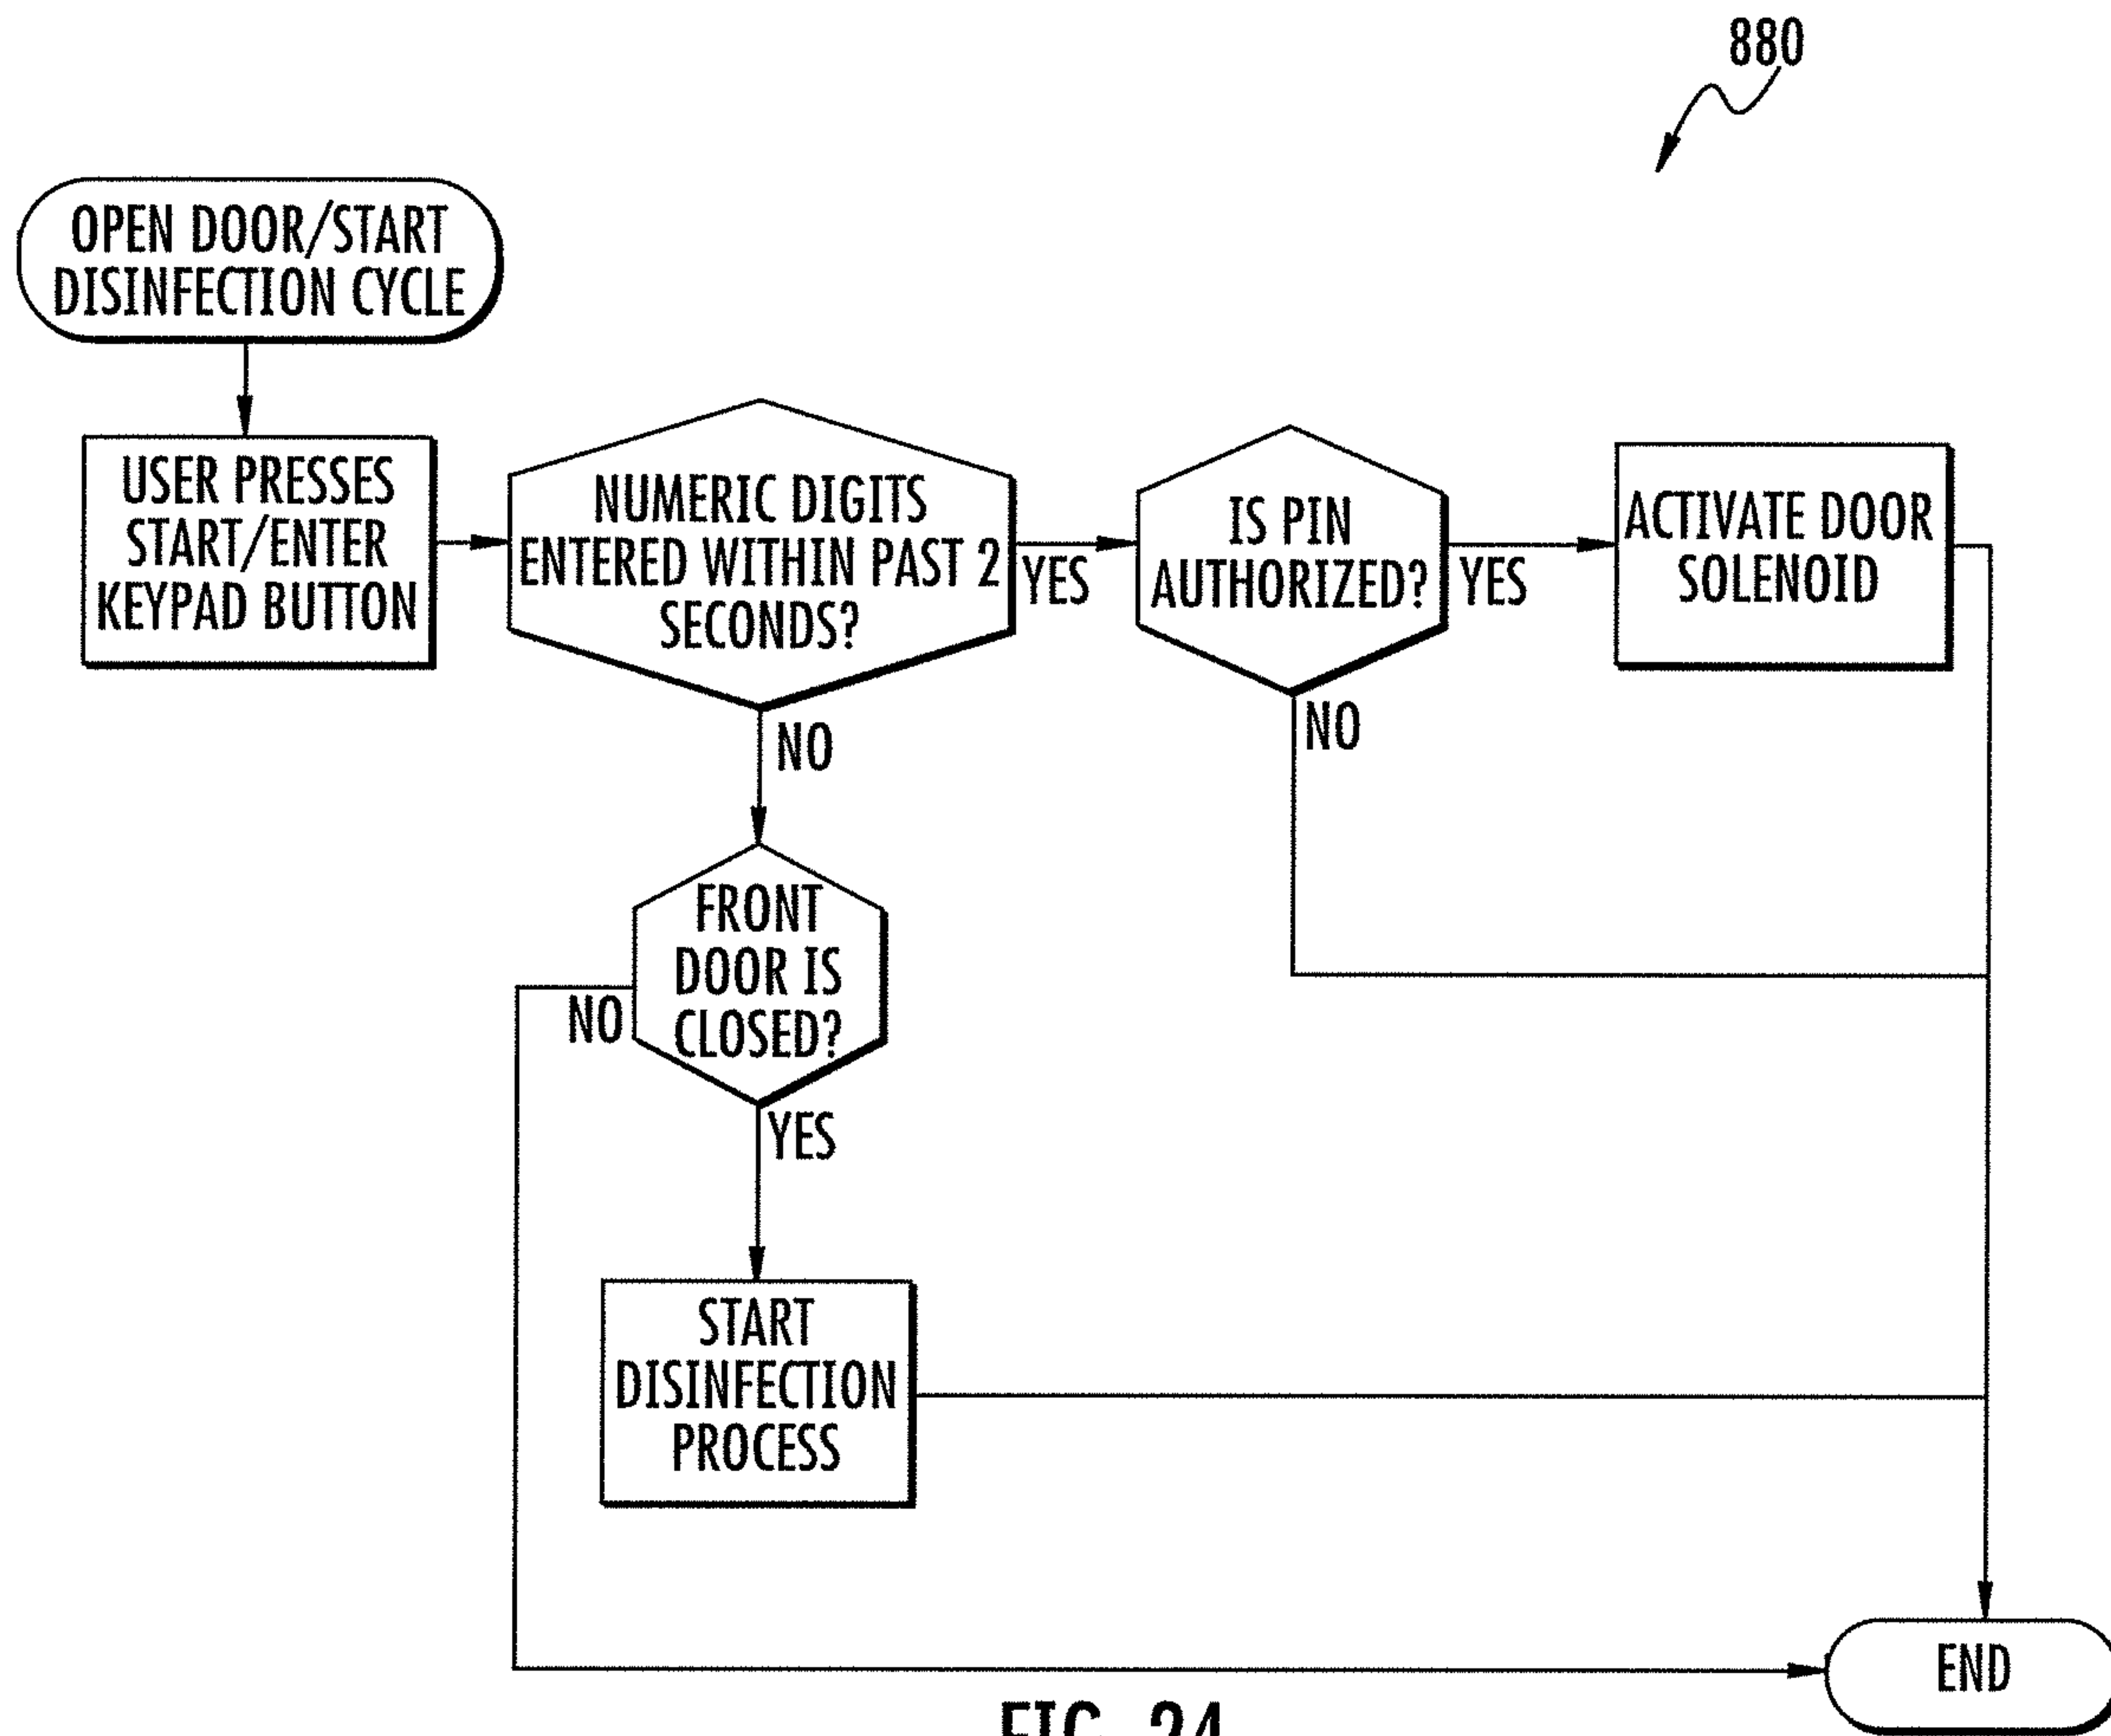 880
OPEN DOOR/START
DISINFECTION CYCLE
USER PRESSES
START/ENTER
KEYPAD BUTTON
NUMERIC DIGITS
ENTERED WITHIN PAST 2
SECONDS?
YES
IS PIN
AUTHORIZED?
YES
ACTIVATE DOOR
SOLENOID
NO
NO
FRONT
DOOR IS
CLOSED?
NO
YES
START
DISINFECTION
PROCESS
END
FIG. 24